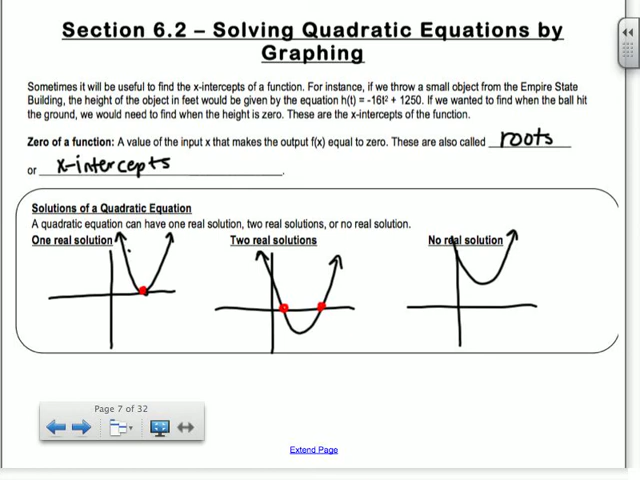 Section 6.2 – Solving Quadratic Equations by
Graphing
Sometimes it will be useful to find the x-intercepts of a function. For instance, if we throw a small object from the Empire State
Building, the height of the object in feet would be given by the equation h(t) = -16t² + 1250. If we wanted to find when the ball hit
the ground, we would need to find when the height is zero. These are the x-intercepts of the function.
Zero of a function: A value of the input x that makes the output f(x) equal to zero. These are also called roots
or x-intercepts.
Solutions of a Quadratic Equation
A quadratic equation can have one real solution, two real solutions, or no real solution.
One real solution Two real solutions No real solution
Page 7 of 32
Extend Page